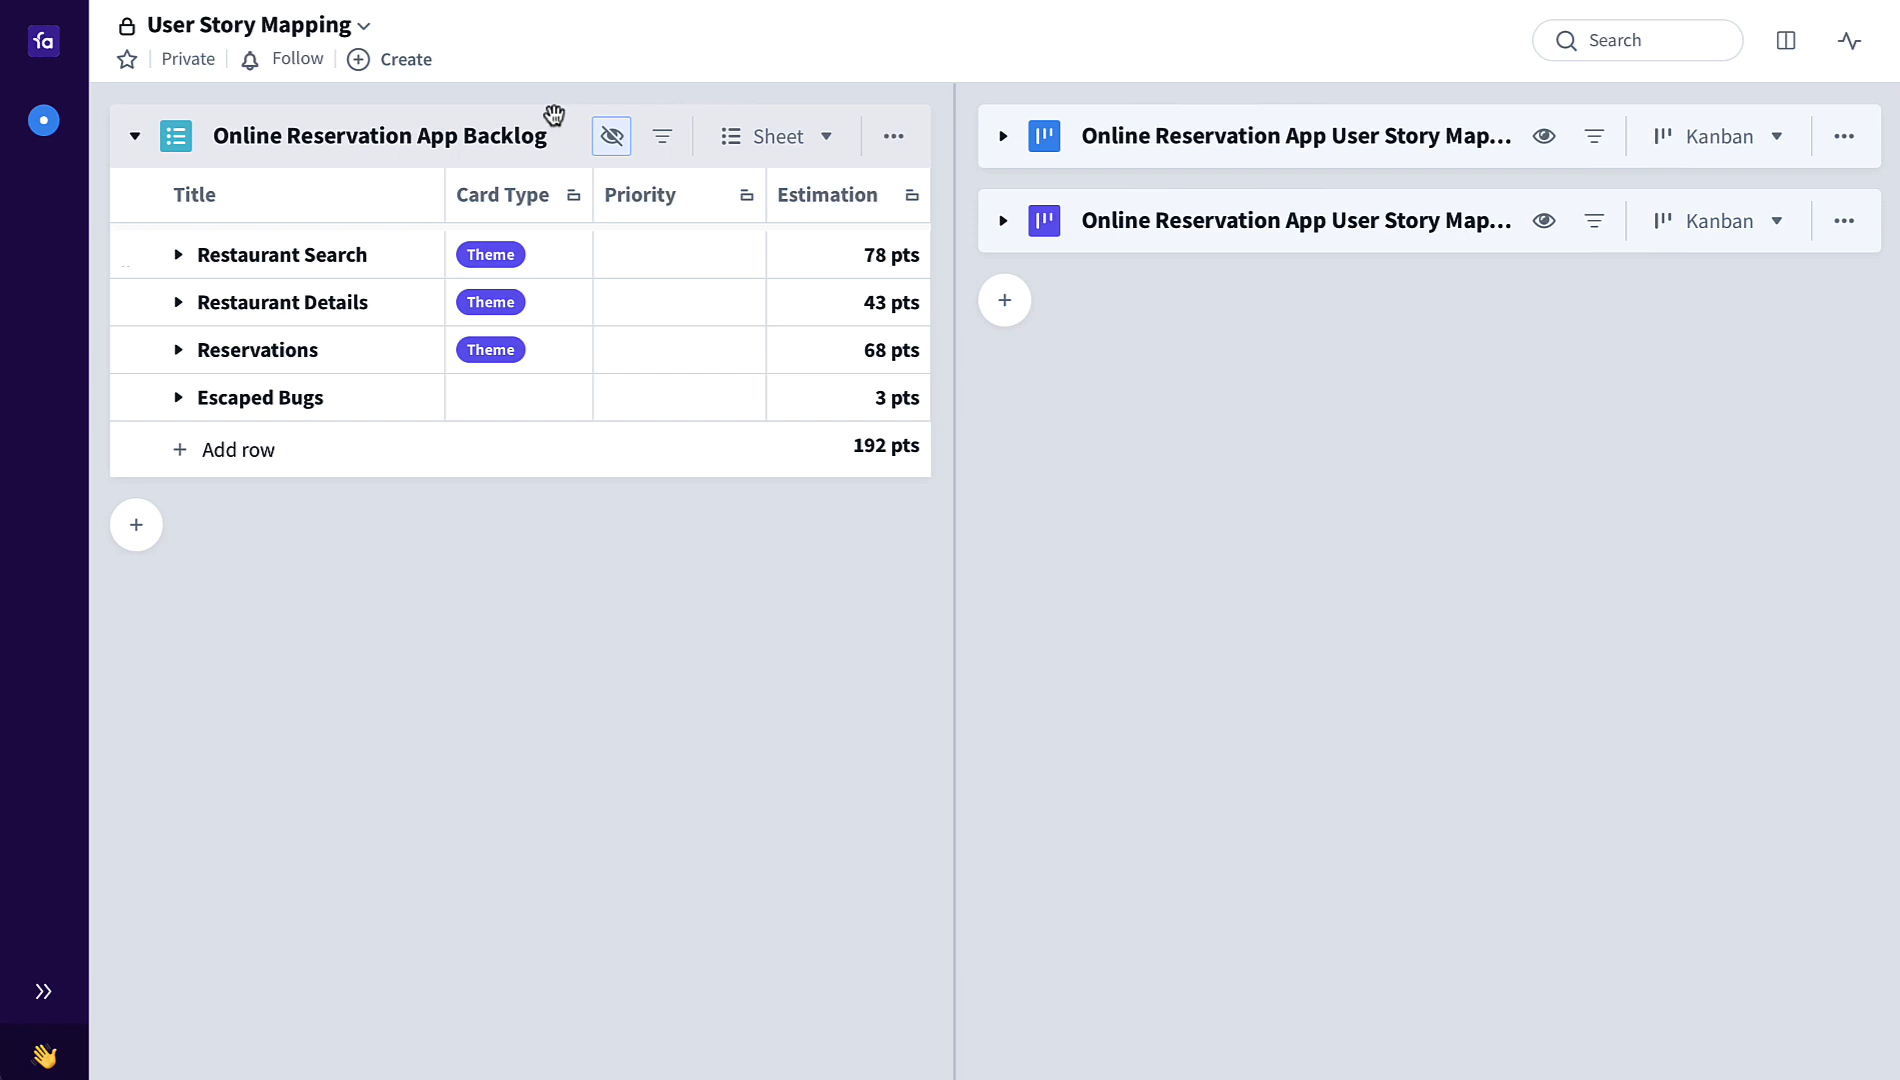 fa
User Story Mapping
Private
Follow
Create
Search
Online Reservation App Backlog
Sheet
Title
Card Type
Priority
Estimation
Restaurant Search
Theme
78 pts
Restaurant Details
Theme
43 pts
Reservations
Theme
68 pts
Escaped Bugs
3 pts
Add row
192 pts
Online Reservation App User Story Map...
Kanban
Online Reservation App User Story Map...
Kanban